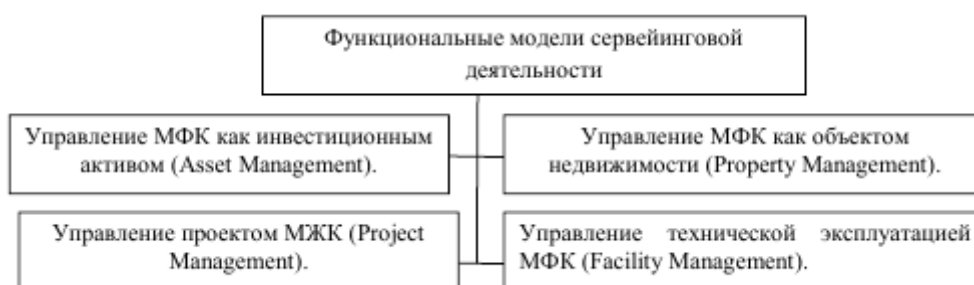 Функциональные модели сервейинговой
деятельности
Управление МФК как инвестиционным
активом (Asset Management).
Управление МФК как объектом
недвижимости (Property Management).
Управление проектом МЖК (Project
Management).
Управление технической эксплуатацией
МФК (Facility Management).